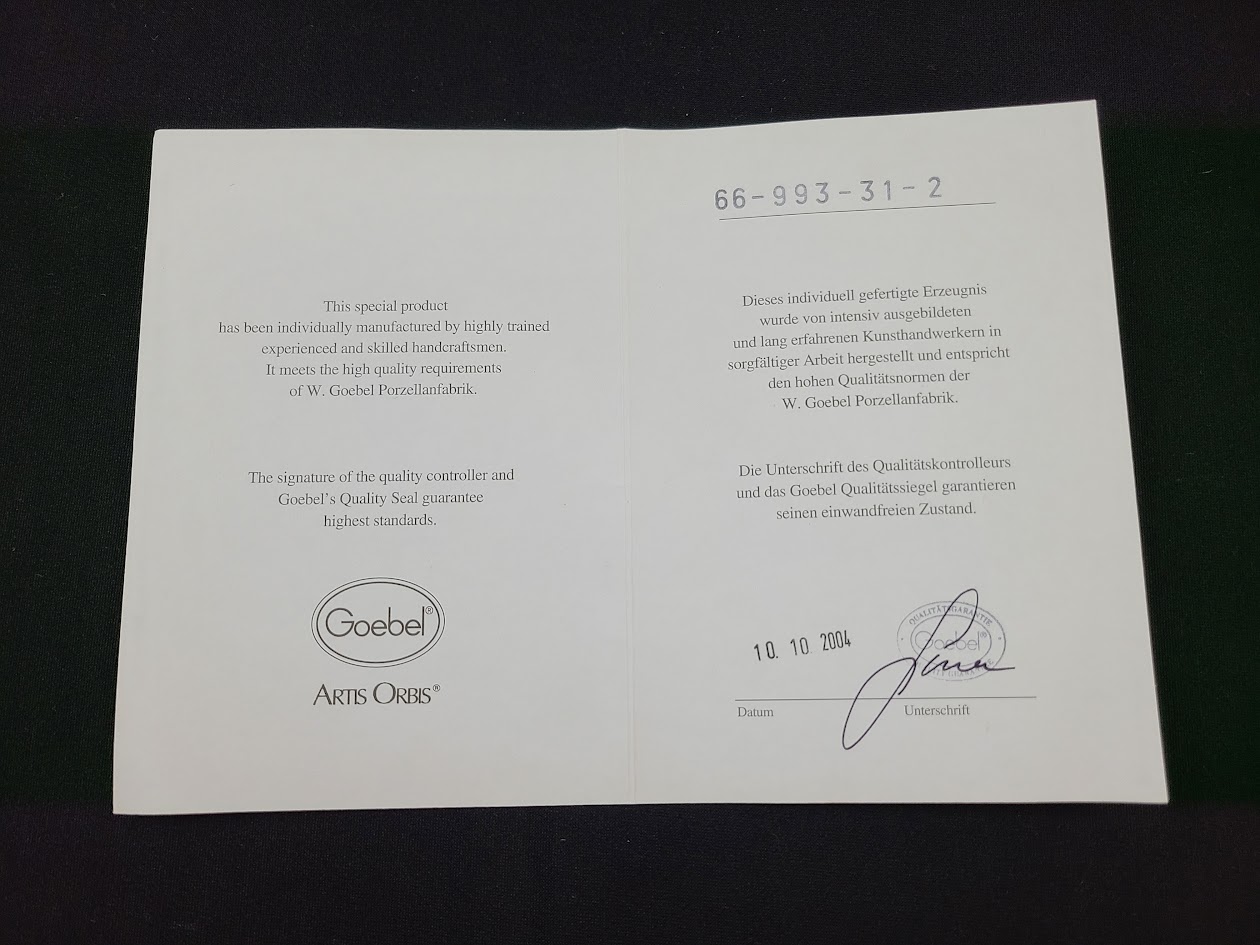 This special product
has been individually manufactured by highly trained
experienced and skilled handcraftsmen.
It meets the high quality requirements
of W. Goebel Porzellanfabrik.
The signature of the quality controller and
Goebel's Quality Seal guarantee
highest standards.
Goebel®
ARTIS ORBIS®
66-993-31-2
Dieses individuell gefertigte Erzeugnis
wurde von intensiv ausgebildeten
und lang erfahrenen Kunsthandwerkern in
sorgfältiger Arbeit hergestellt und entspricht
den hohen Qualitätsnormen der
W. Goebel Porzellanfabrik.
Die Unterschrift des Qualitätskontrolleurs
und das Goebel Qualitätssiegel garantieren
seinen einwandfreien Zustand.
QUALITÄTSGARANTIE
Goebel®
10. 10. 2004
Datum
Unterschrift